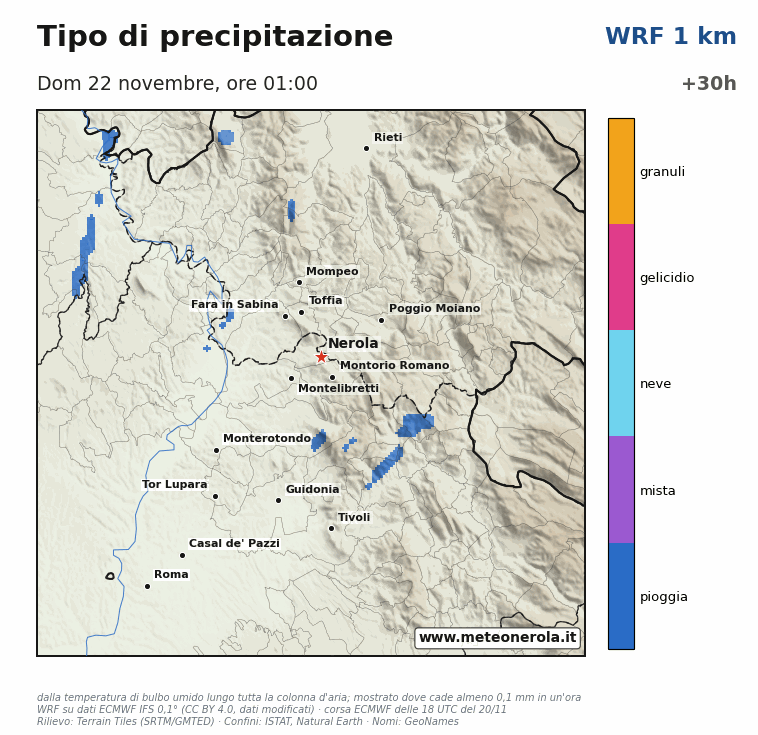 Tipo di precipitazione
WRF 1 km
Dom 22 novembre, ore 01:00
+30h
Rieti
granuli
gelicidio
Mompeo
Fara in Sabina
Toffia
Poggio Moiano
Nerola
Montorio Romano
neve
Montelibretti
Monterotondo
mista
Tor Lupara
Guidonia
Tivoli
Casal de' Pazzi
Roma
pioggia
www.meteonerola.it
dalla temperatura di bulbo umido lungo tutta la colonna d'aria; mostrato dove cade almeno 0,1 mm in un'ora
WRF su dati ECMWF IFS 0,1° (CC BY 4.0, dati modificati) · corsa ECMWF delle 18 UTC del 20/11
Rilievo: Terrain Tiles (SRTM/GMTED) · Confini: ISTAT, Natural Earth · Nomi: GeoNames